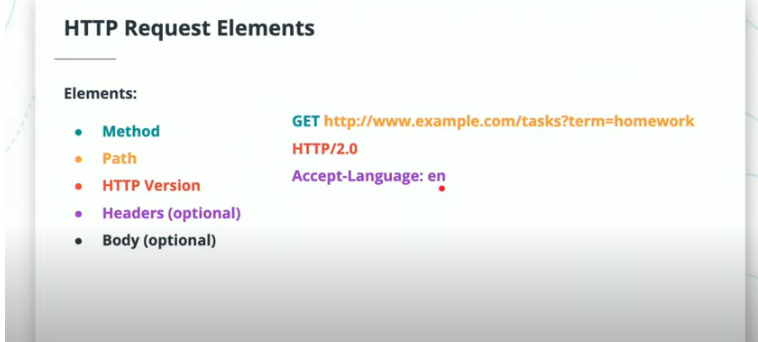 HTTP Request Elements
Elements:
• Method
• Path
• HTTP Version
• Headers (optional)
• Body (optional)
GET http://www.example.com/tasks?term=homework
HTTP/2.0
Accept-Language: en